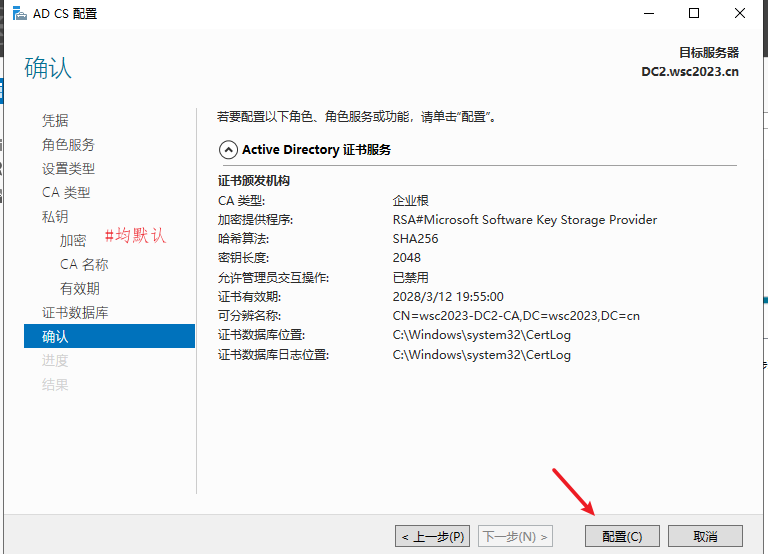 AD CS 配置
确认
目标服务器
DC2.wsc2023.cn
凭据
角色服务
设置类型
CA 类型
私钥
加密 #均默认
CA 名称
有效期
证书数据库
确认
进度
结果
若要配置以下角色、角色服务或功能，请单击"配置"。
Active Directory 证书服务
证书颁发机构
CA 类型: 企业根
加密提供程序: RSA#Microsoft Software Key Storage Provider
哈希算法: SHA256
密钥长度: 2048
允许管理员交互操作: 已禁用
证书有效期: 2028/3/12 19:55:00
可分辨名称: CN=wsc2023-DC2-CA,DC=wsc2023,DC=cn
证书数据库位置: C:\Windows\system32\CertLog
证书数据库日志位置: C:\Windows\system32\CertLog
< 上一步(P) 下一步(N) > 配置(C) 取消